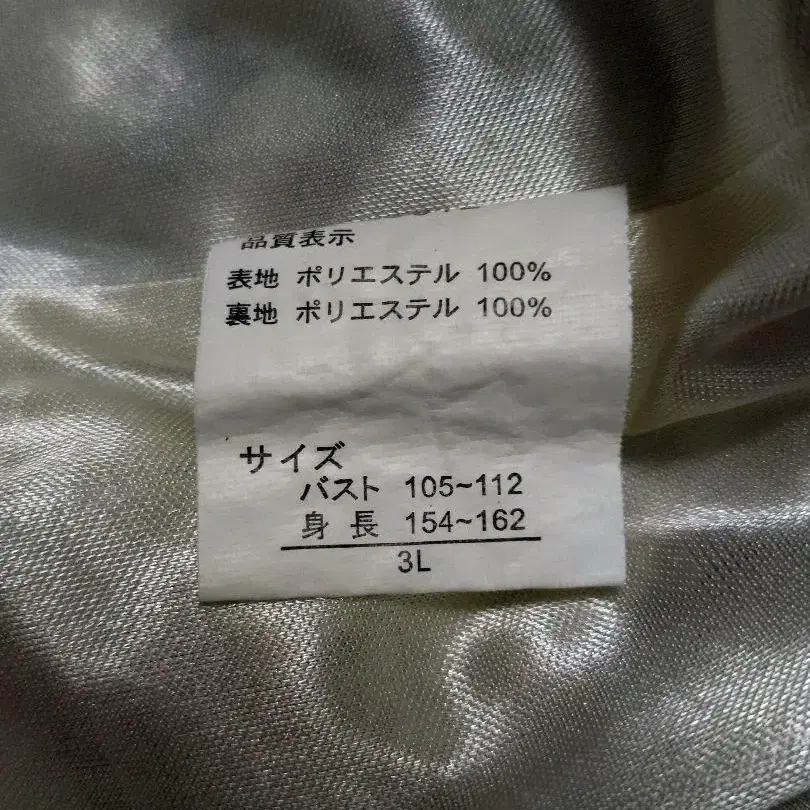 品質表示
表地 ポリエステル 100%
裏地 ポリエステル 100%
サイズ
バスト 105~112
身長 154~162
3L